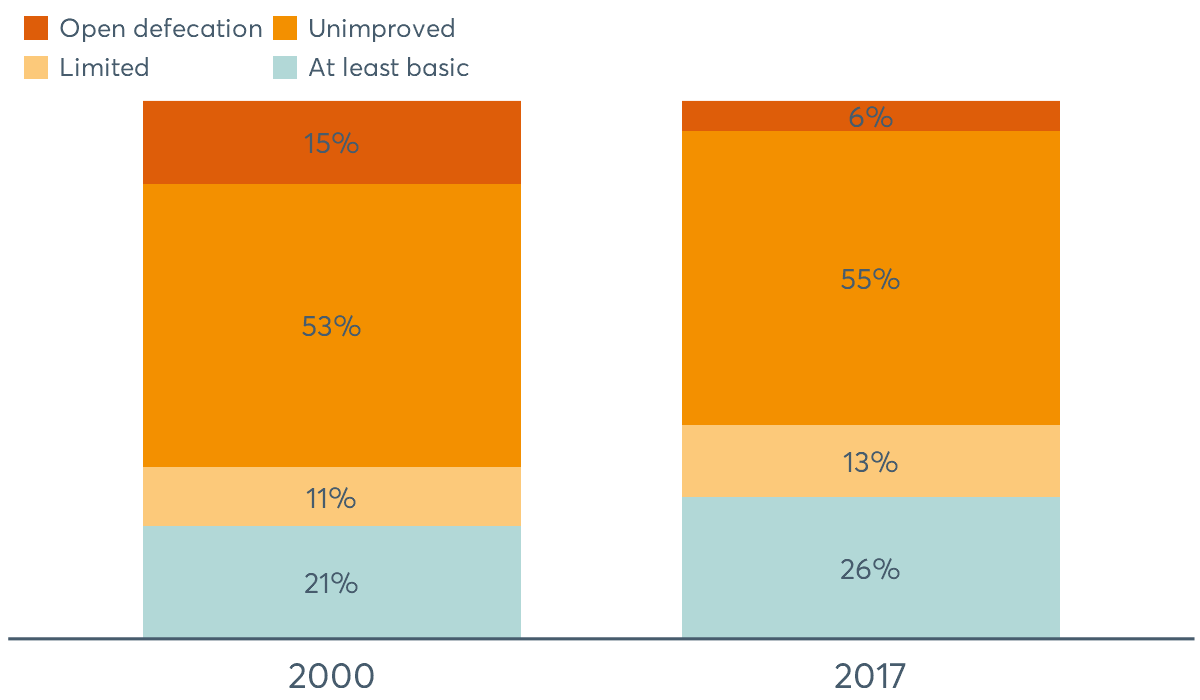 Open defecation Unimproved
Limited At least basic
15% 6%
53% 55%
11% 13%
21% 26%
2000 2017